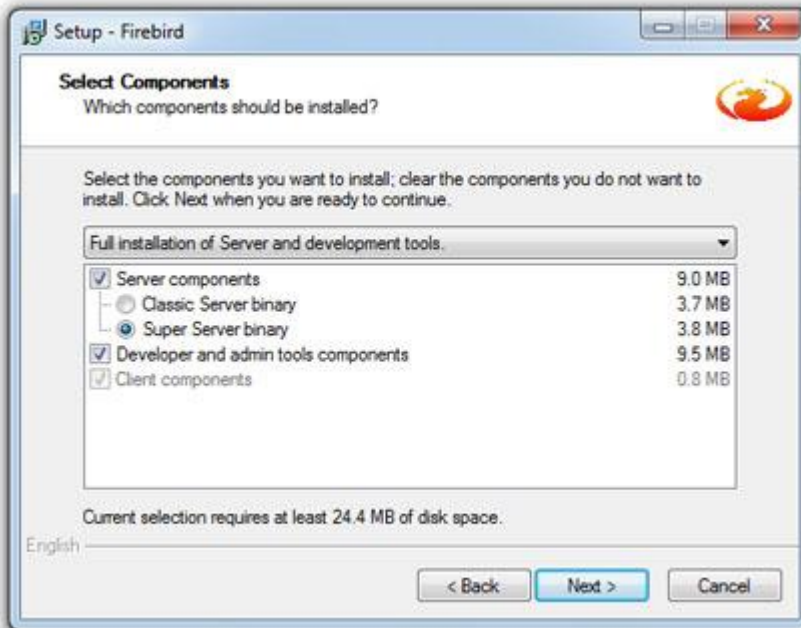 Setup - Firebird
Select Components
Which components should be installed?
Select the components you want to install; clear the components you do not want to
install. Click Next when you are ready to continue.
Full installation of Server and development tools.
Server components 9.0 MB
Classic Server binary 3.7 MB
Super Server binary 3.8 MB
Developer and admin tools components 9.5 MB
Client components 0.8 MB
Current selection requires at least 24.4 MB of disk space.
English
< Back Next > Cancel